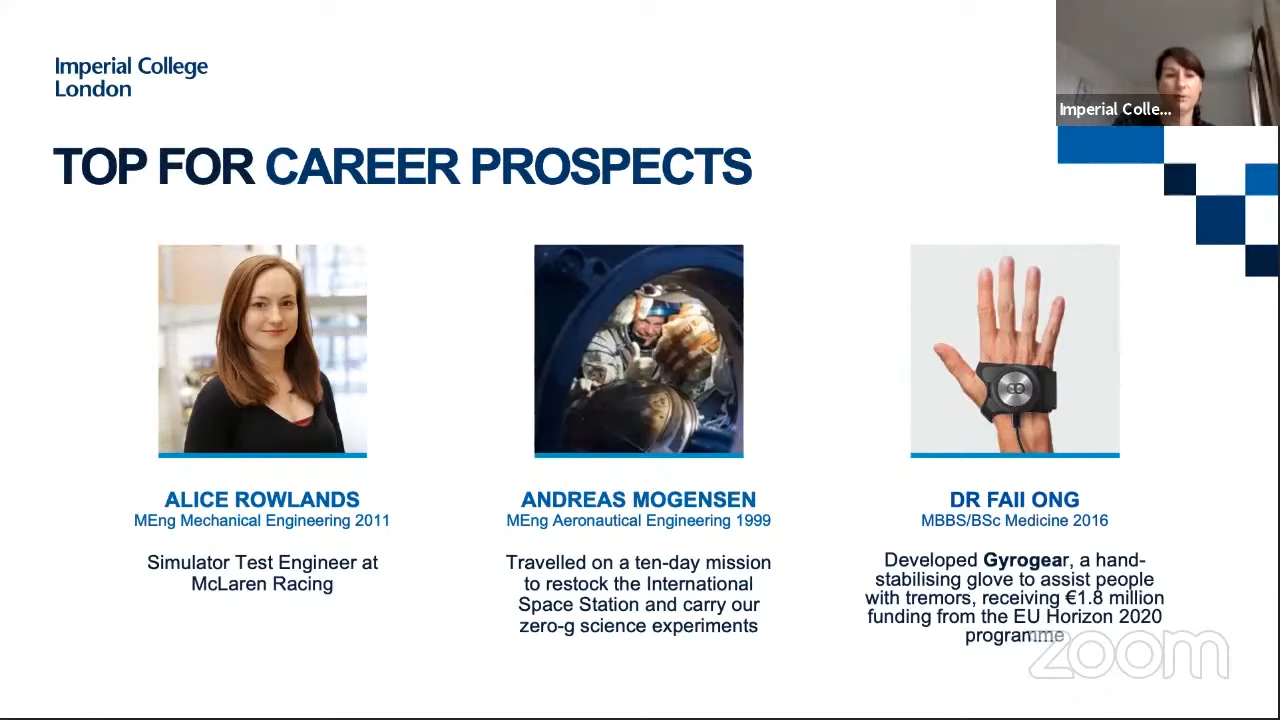 Imperial College
London
Imperial Colle...
TOP FOR CAREER PROSPECTS
ALICE ROWLANDS
MEng Mechanical Engineering 2011
Simulator Test Engineer at
McLaren Racing
ANDREAS MOGENSEN
MEng Aeronautical Engineering 1999
Travelled on a ten-day mission
to restock the International
Space Station and carry our
zero-g science experiments
DR FAII ONG
MBBS/BSc Medicine 2016
Developed Gyrogear, a hand-
stabilising glove to assist people
with tremors, receiving €1.8 million
funding from the EU Horizon 2020
programme
zoom